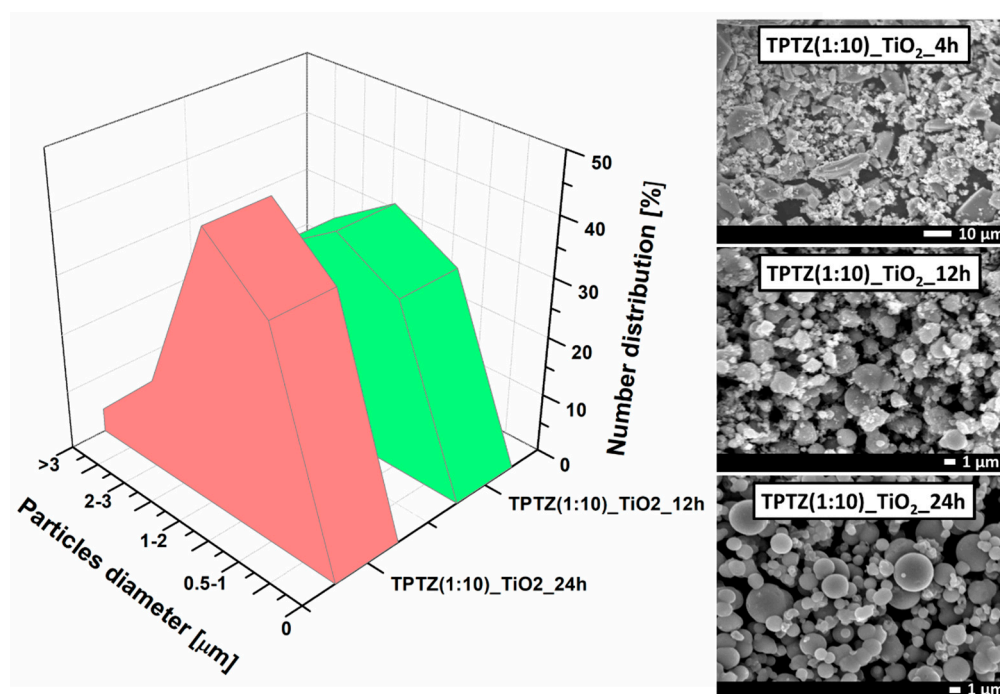 50
40
30
20
10
0
Number distribution [%]
>3
2-3
1-2
0.5-1
0
Particles diameter [μm]
TPTZ(1:10)_TiO2_12h
TPTZ(1:10)_TiO2_24h
TPTZ(1:10)_TiO₂_4h
10 μm
TPTZ(1:10)_TiO₂_12h
1 μm
TPTZ(1:10)_TiO₂_24h
1 μm